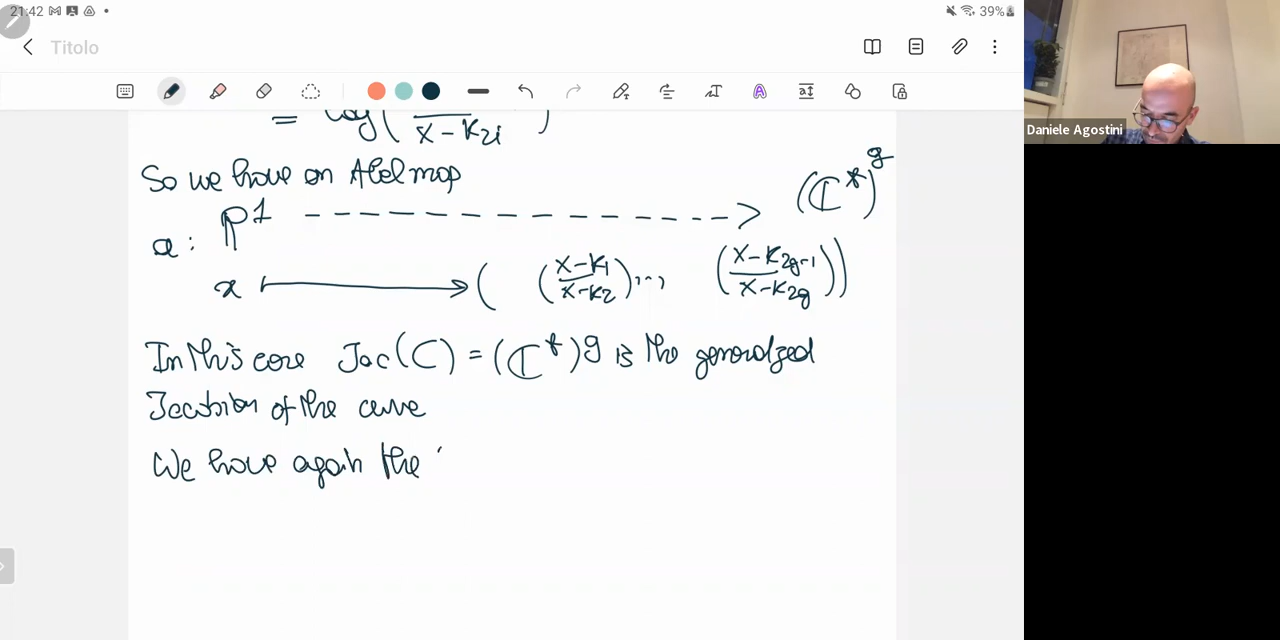 21:42
39%
Titolo
= log( / x-k2i )
So we have an Abel map
a: P1 -----> (C*)^g
x ↦ ( (x-k1 / x-k2), ..., (x-k2g-1 / x-k2g) )
In this case Jac(C) = (C*)^g is the generalized
Jacobian of the curve
We have again the
Daniele Agostini